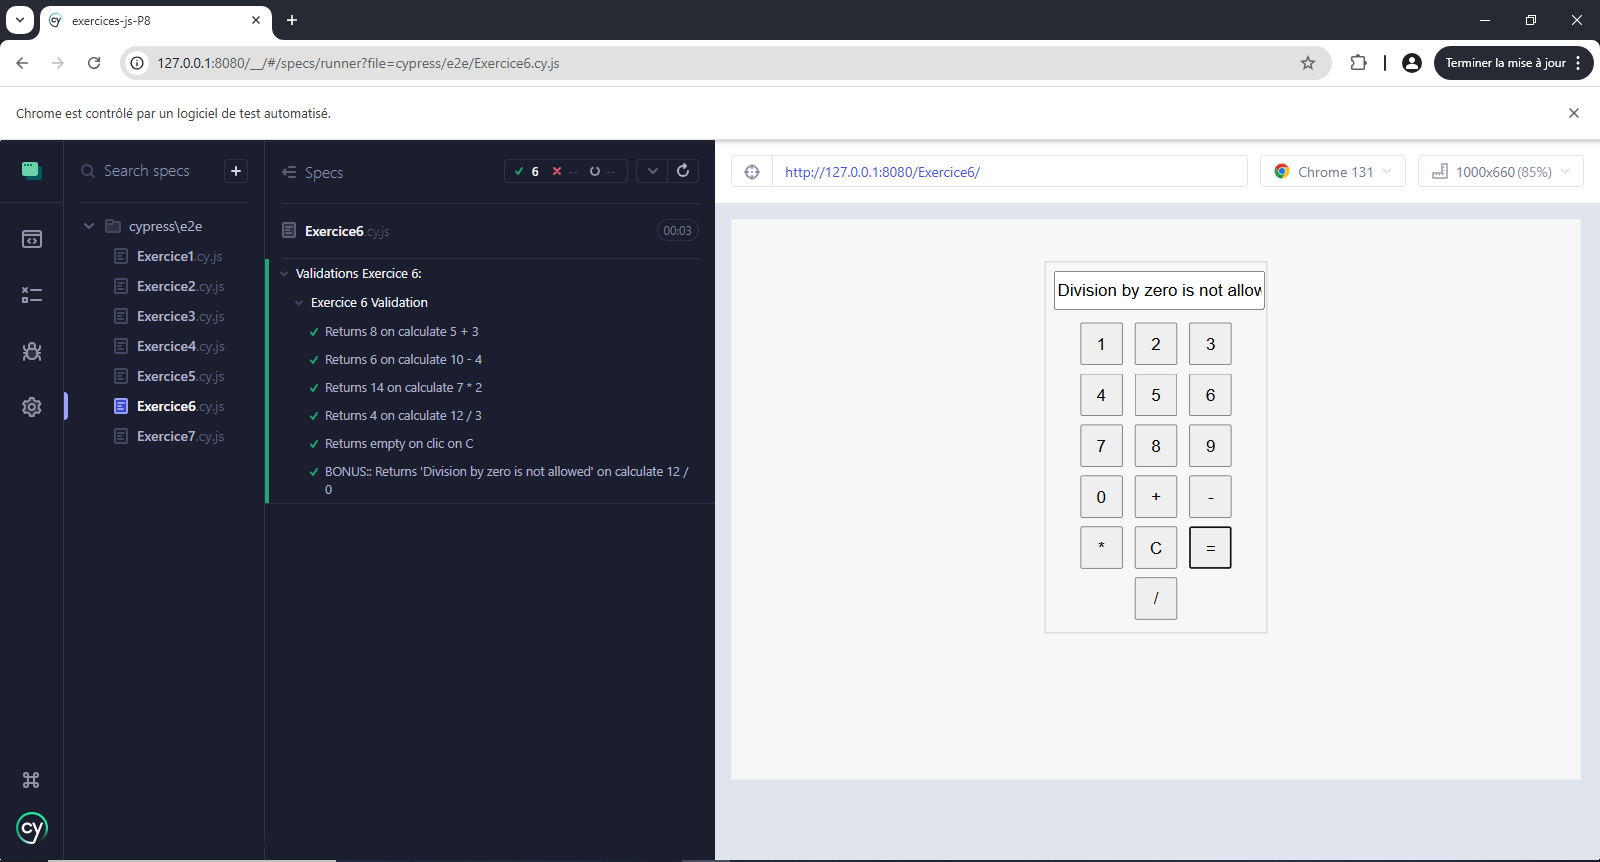 exercices-js-P8
127.0.0.1:8080/__/#/specs/runner?file=cypress/e2e/Exercice6.cy.js
Terminer la mise à jour
Chrome est contrôlé par un logiciel de test automatisé.
Search specs
+
cypress\e2e
Exercice1.cy.js
Exercice2.cy.js
Exercice3.cy.js
Exercice4.cy.js
Exercice5.cy.js
Exercice6.cy.js
Exercice7.cy.js
cy
Specs
6 -- --
Exercice6.cy.js 00:03
Validations Exercice 6:
Exercice 6 Validation
Returns 8 on calculate 5 + 3
Returns 6 on calculate 10 - 4
Returns 14 on calculate 7 * 2
Returns 4 on calculate 12 / 3
Returns empty on clic on C
BONUS:: Returns 'Division by zero is not allowed' on calculate 12 /
0
http://127.0.0.1:8080/Exercice6/
Chrome 131
1000x660 (85%)
Division by zero is not allow
1 2 3
4 5 6
7 8 9
0 + -
* C =
/